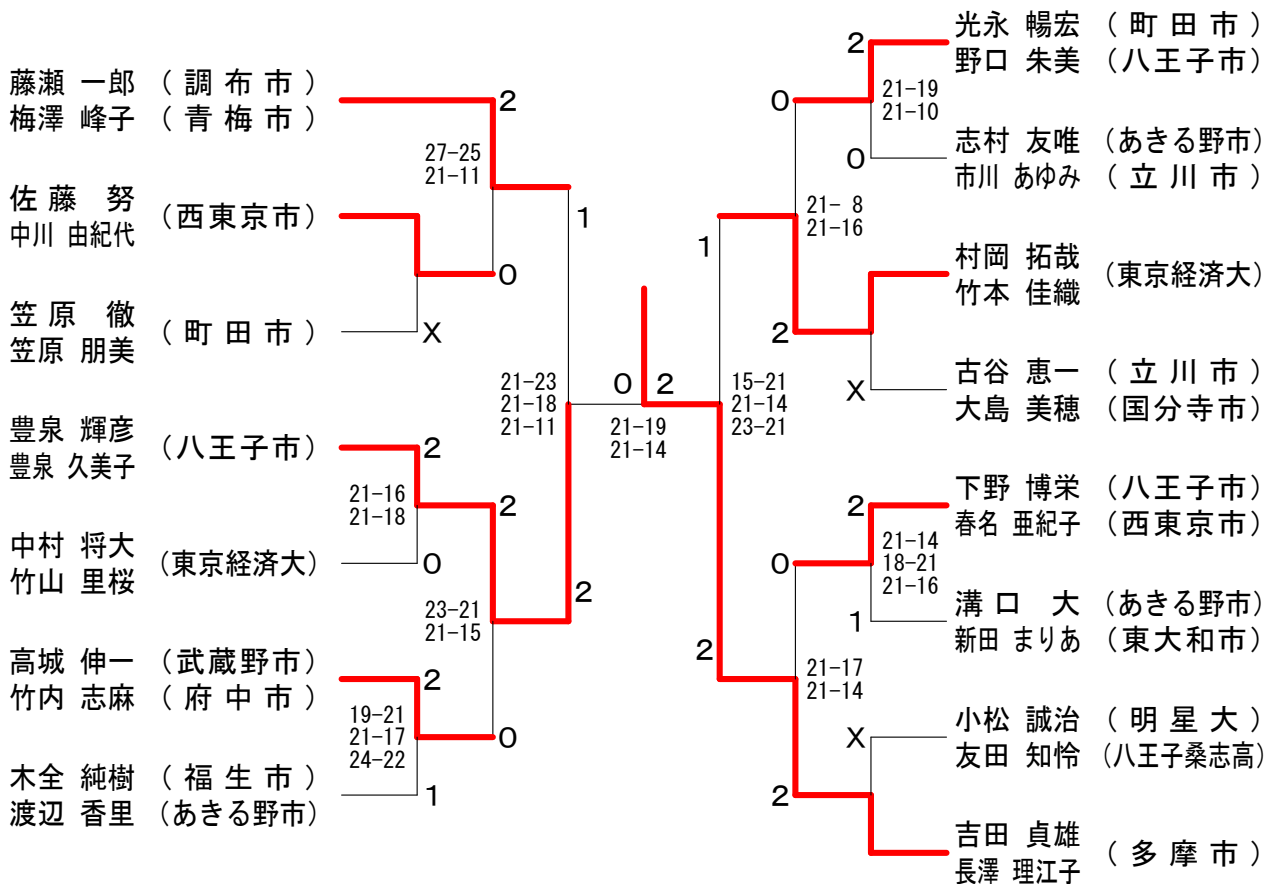 藤瀬 一郎 （ 調 布 市 ）
梅澤 峰子 （ 青 梅 市 ）
2
27-25
21-11
佐 藤 努 （西東京市）
中川 由紀代
0
1
笠 原 徹 （ 町 田 市 ）
笠原 朋美
X
21-23
21-18
21-11
豊泉 輝彦 （八王子市）
豊泉 久美子
2
21-16
21-18
2
中村 将大 （東京経済大）
竹山 里桜
0
2
23-21
21-15
高城 伸一 （武蔵野市）
竹内 志麻 （ 府 中 市 ）
2
19-21
21-17
24-22
0
木全 純樹 （ 福 生 市 ）
渡辺 香里 （あきる野市）
1
0 2
21-19
21-14
光永 暢宏 （ 町 田 市 ）
野口 朱美 （八王子市）
2
21-19
21-10
0
志村 友唯 （あきる野市）
市川 あゆみ （ 立 川 市 ）
0
21- 8
21-16
1
村岡 拓哉 （東京経済大）
竹本 佳織
2
古谷 恵一 （ 立 川 市 ）
大島 美穂 （国分寺市）
X
15-21
21-14
23-21
下野 博栄 （八王子市）
春名 亜紀子 （西東京市）
2
21-14
18-21
21-16
0
溝 口 大 （あきる野市）
新田 まりあ （東大和市）
1
2
21-17
21-14
小松 誠治 （ 明 星 大 ）
友田 知怜 （八王子桑志高）
X
2
吉田 貞雄 （ 多 摩 市 ）
長澤 理江子